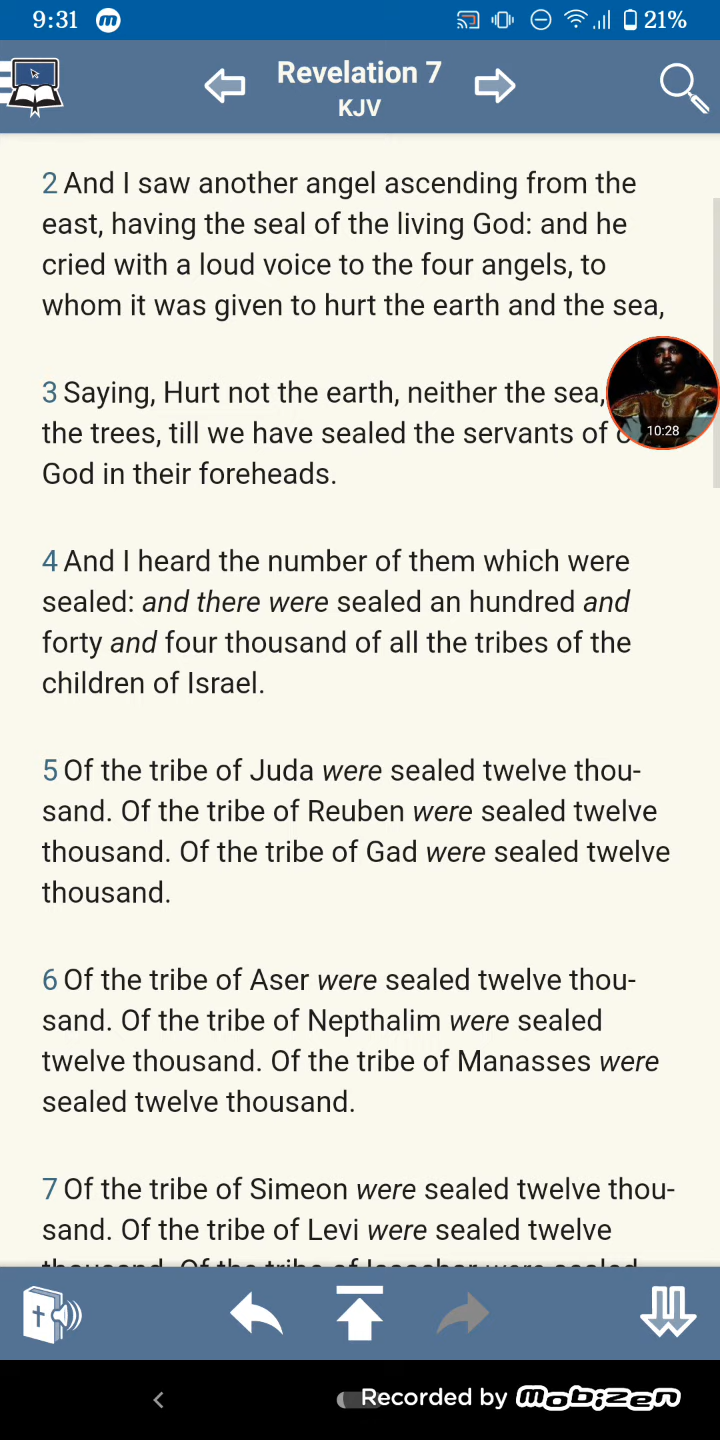 9:31
21%
Revelation 7
KJV
2 And I saw another angel ascending from the
east, having the seal of the living God: and he
cried with a loud voice to the four angels, to
whom it was given to hurt the earth and the sea,
3 Saying, Hurt not the earth, neither the sea,
the trees, till we have sealed the servants of
God in their foreheads.
10:28
4 And I heard the number of them which were
sealed: and there were sealed an hundred and
forty and four thousand of all the tribes of the
children of Israel.
5 Of the tribe of Juda were sealed twelve thou-
sand. Of the tribe of Reuben were sealed twelve
thousand. Of the tribe of Gad were sealed twelve
thousand.
6 Of the tribe of Aser were sealed twelve thou-
sand. Of the tribe of Nepthalim were sealed
twelve thousand. Of the tribe of Manasses were
sealed twelve thousand.
7 Of the tribe of Simeon were sealed twelve thou-
sand. Of the tribe of Levi were sealed twelve
thousand. Of the tribe of Issachar were sealed
Recorded by Mobizen